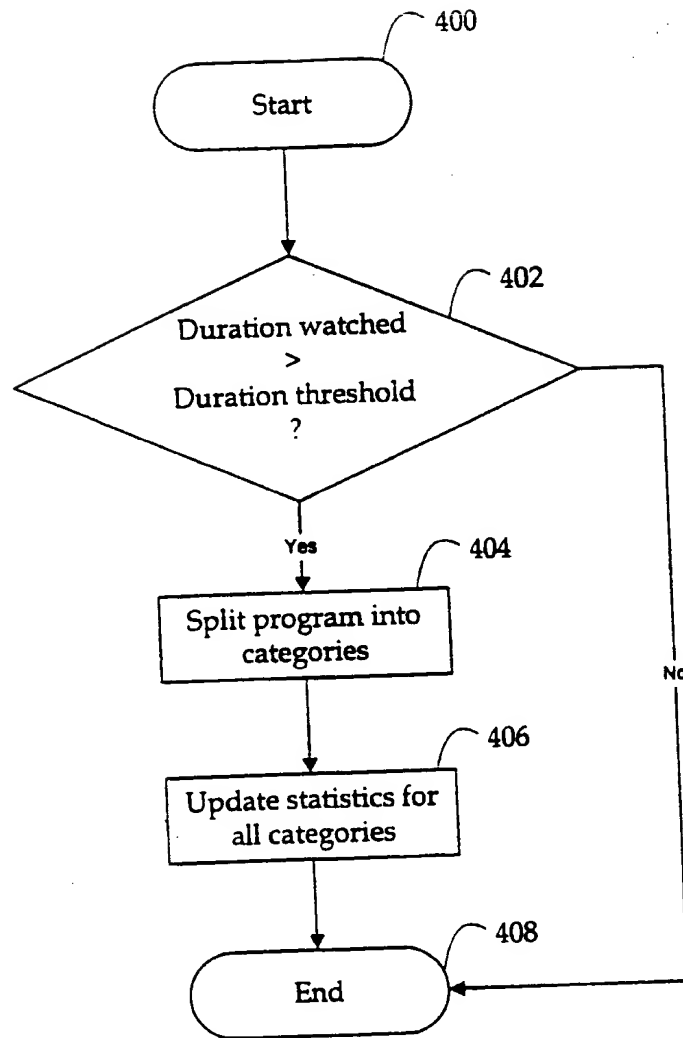 400
Start
402
Duration watched
>
Duration threshold
?
Yes
404
Split program into
categories
No
406
Update statistics for
all categories
408
End